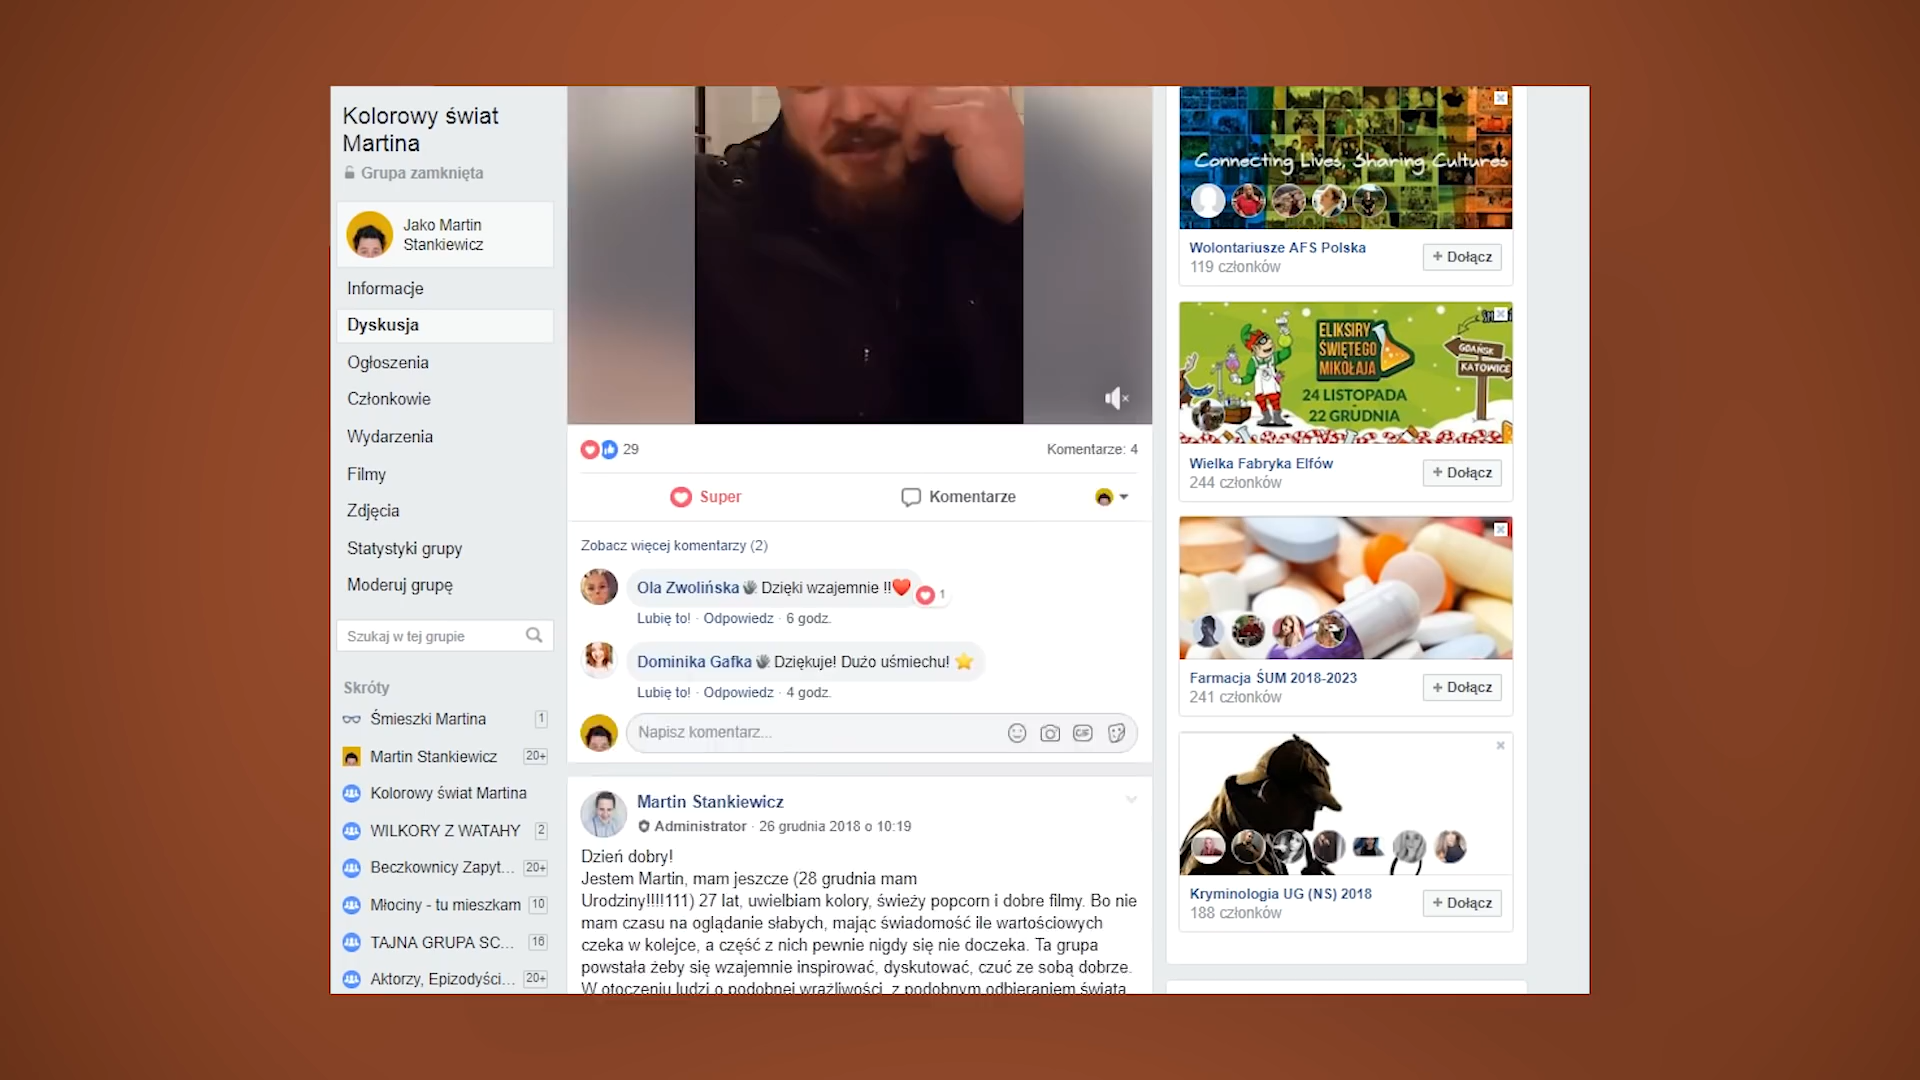 Kolorowy świat
Martina
Grupa zamknięta
Jako Martin
Stankiewicz
Informacje
Dyskusja
Ogłoszenia
Członkowie
Wydarzenia
Filmy
Zdjęcia
Statystyki grupy
Moderuj grupę
Szukaj w tej grupie
Skróty
Śmieszki Martina 1
Martin Stankiewicz 20+
Kolorowy świat Martina
WILKORY Z WATAHY 2
Beczkownicy Zapyt... 20+
Młociny - tu mieszkam 10
TAJNA GRUPA SC... 16
Aktorzy, Epizodyści... 20+
29 Komentarze: 4
Super Komentarze
Zobacz więcej komentarzy (2)
Ola Zwolińska Dzięki wzajemnie !! 1
Lubię to! · Odpowiedz · 6 godz.
Dominika Gafka Dziękuje! Dużo uśmiechu!
Lubię to! · Odpowiedz · 4 godz.
Napisz komentarz...
GIF
Martin Stankiewicz
Administrator · 26 grudnia 2018 o 10:19
Dzień dobry!
Jestem Martin, mam jeszcze (28 grudnia mam
Urodziny!!!!111) 27 lat, uwielbiam kolory, świeży popcorn i dobre filmy. Bo nie
mam czasu na oglądanie słabych, mając świadomość ile wartościowych
czeka w kolejce, a część z nich pewnie nigdy się nie doczeka. Ta grupa
powstała żeby się wzajemnie inspirować, dyskutować, czuć ze sobą dobrze.
W otoczeniu ludzi o podobnej wrażliwości, z podobnym odbieraniem świata
Connecting Lives, Sharing Cultures
Wolontariusze AFS Polska
119 członków
+ Dołącz
ELIKSIRY
ŚWIĘTEGO
MIKOŁAJA
24 LISTOPADA
-
22 GRUDNIA
GDAŃSK
KATOWICE
Wielka Fabryka Elfów
244 członków
+ Dołącz
Farmacja ŚUM 2018-2023
241 członków
+ Dołącz
Kryminologia UG (NS) 2018
188 członków
+ Dołącz